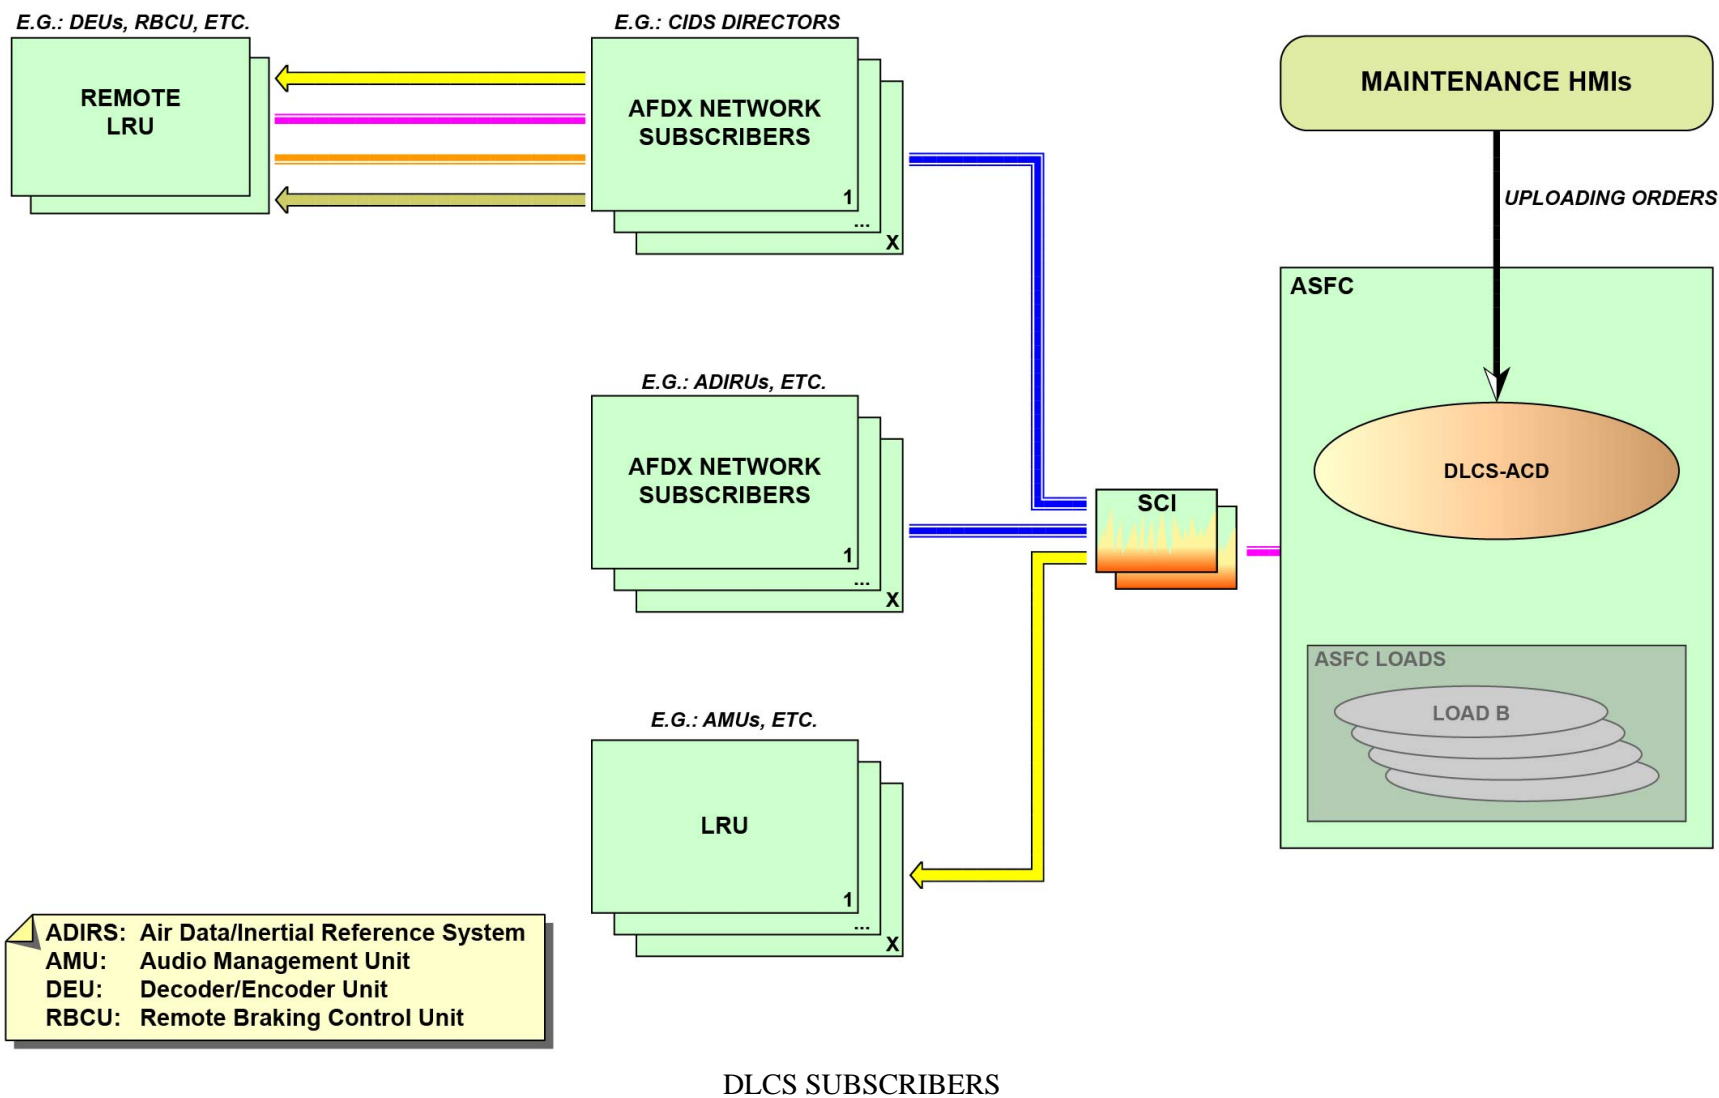 E.G.: DEUs, RBCU, ETC.
REMOTE
LRU
E.G.: CIDS DIRECTORS
AFDX NETWORK
SUBSCRIBERS
1
...
X
MAINTENANCE HMIs
UPLOADING ORDERS
ASFC
DLCS-ACD
E.G.: ADIRUs, ETC.
AFDX NETWORK
SUBSCRIBERS
1
...
X
SCI
ASFC LOADS
LOAD B
E.G.: AMUs, ETC.
LRU
1
...
X
ADIRS: Air Data/Inertial Reference System
AMU: Audio Management Unit
DEU: Decoder/Encoder Unit
RBCU: Remote Braking Control Unit
DLCS SUBSCRIBERS